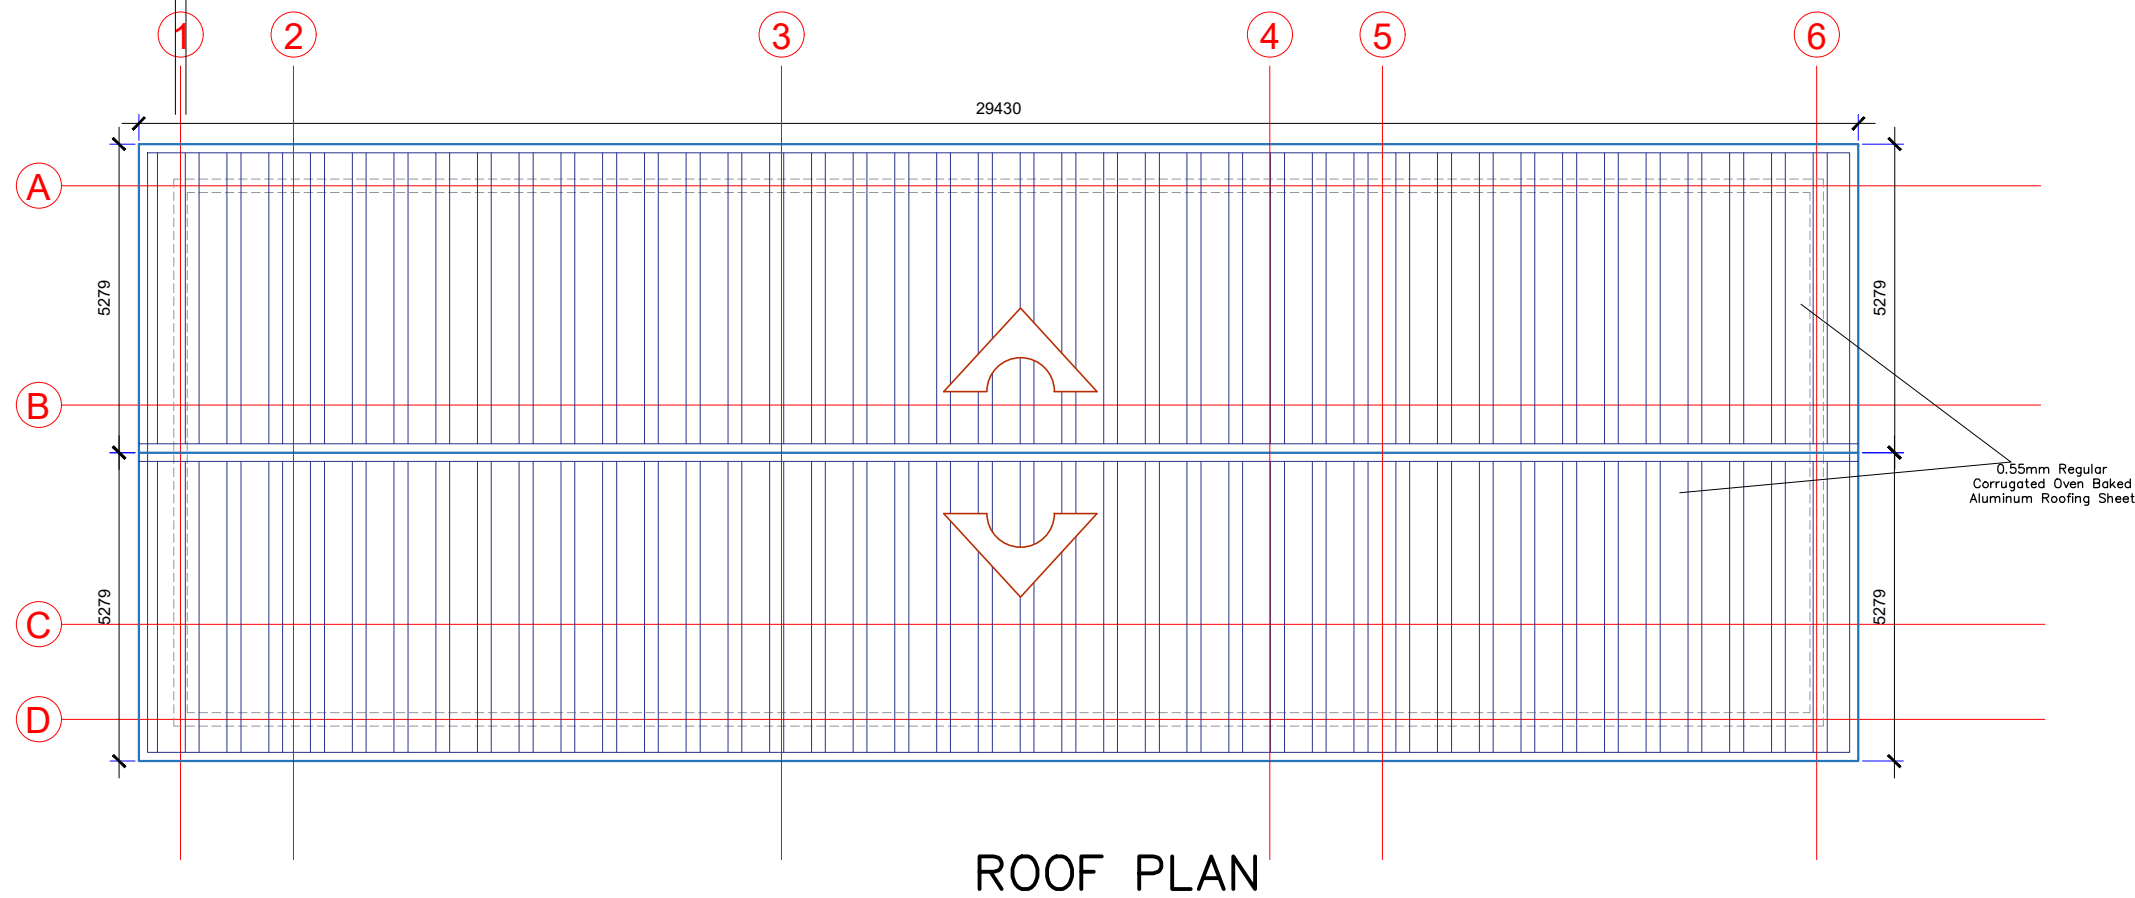 1 2 3 4 5 6
29430
A
5279 5279
B
0.55mm Regular
Corrugated Oven Baked
Aluminum Roofing Sheet
5279 5279
C
D
ROOF PLAN